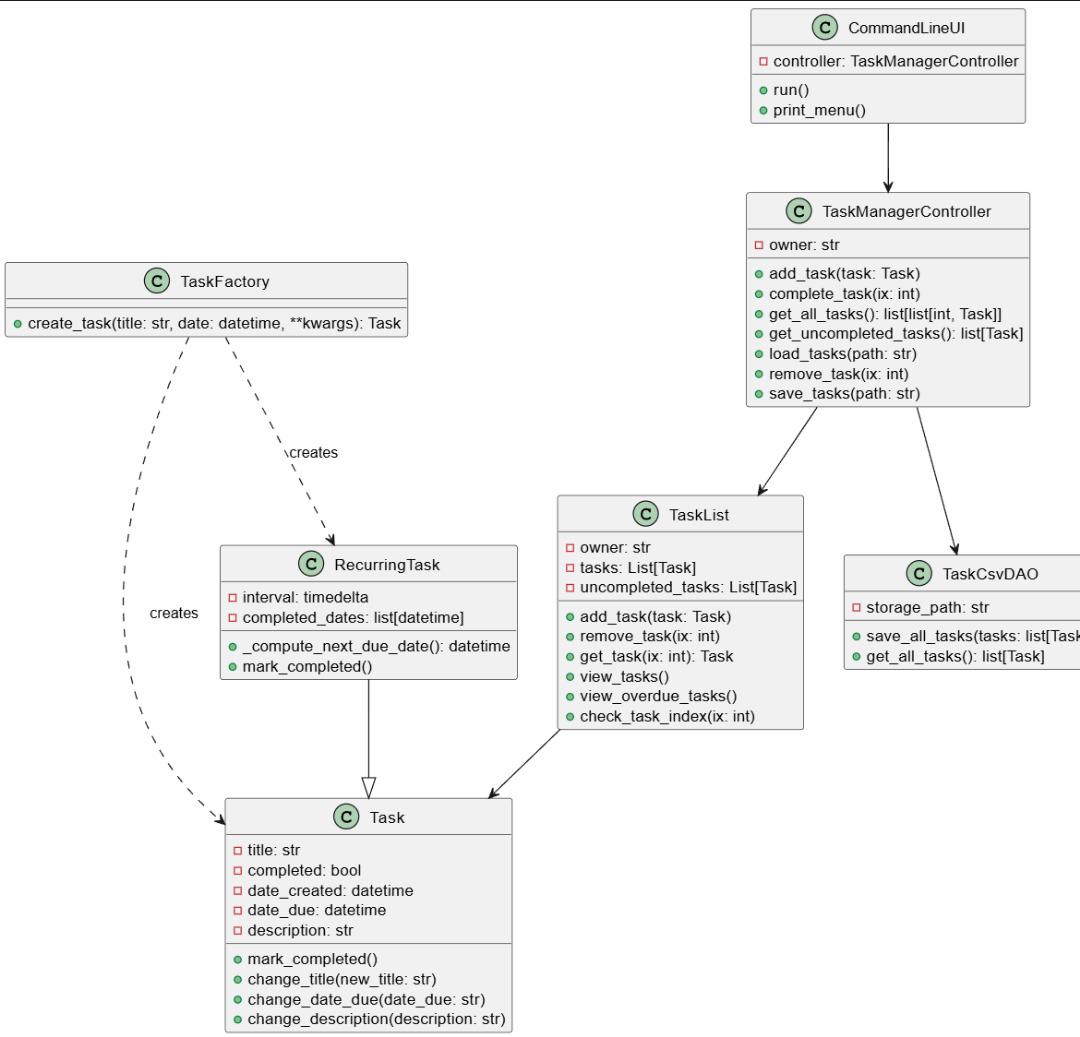 C CommandLineUI
controller: TaskManagerController
run()
print_menu()
C TaskManagerController
owner: str
add_task(task: Task)
complete_task(ix: int)
get_all_tasks(): list[list[int, Task]]
get_uncompleted_tasks(): list[Task]
load_tasks(path: str)
remove_task(ix: int)
save_tasks(path: str)
C TaskFactory
create_task(title: str, date: datetime, **kwargs): Task
creates
creates
C RecurringTask
interval: timedelta
completed_dates: list[datetime]
_compute_next_due_date(): datetime
mark_completed()
C TaskList
owner: str
tasks: List[Task]
uncompleted_tasks: List[Task]
add_task(task: Task)
remove_task(ix: int)
get_task(ix: int): Task
view_tasks()
view_overdue_tasks()
check_task_index(ix: int)
C TaskCsvDAO
storage_path: str
save_all_tasks(tasks: list[Task
get_all_tasks(): list[Task]
C Task
title: str
completed: bool
date_created: datetime
date_due: datetime
description: str
mark_completed()
change_title(new_title: str)
change_date_due(date_due: str)
change_description(description: str)